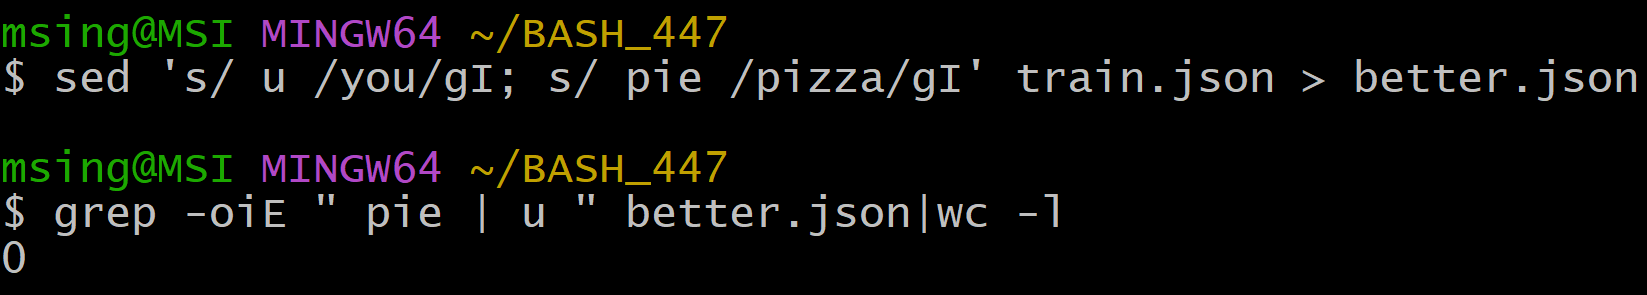 msing@MSI MINGW64 ~/BASH_447
$ sed 's/ u /you/gI; s/ pie /pizza/gI' train.json > better.json
msing@MSI MINGW64 ~/BASH_447
$ grep -oiE " pie | u " better.json|wc -l
0